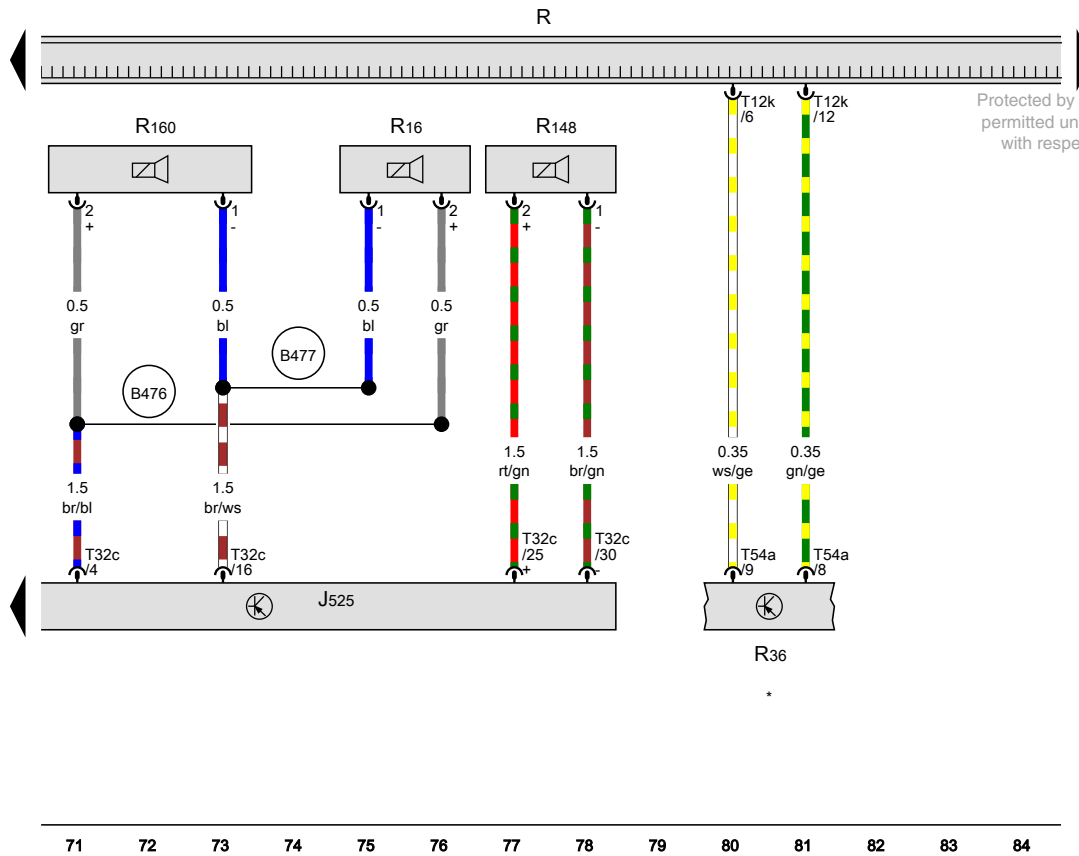 R
T12k
/6
T12k
/12
Protected by
permitted un
with respe
R160
R16
R148
2
+
1
-
1
-
2
+
2
+
1
-
0.5
gr
0.5
bl
0.5
bl
0.5
gr
B477
B476
1.5
rt/gn
1.5
br/gn
0.35
ws/ge
0.35
gn/ge
1.5
br/bl
1.5
br/ws
T32c
/4
T32c
/16
T32c
/25
+
T32c
/30
-
T54a
/9
T54a
/8
J525
R36
*
71 72 73 74 75 76 77 78 79 80 81 82 83 84